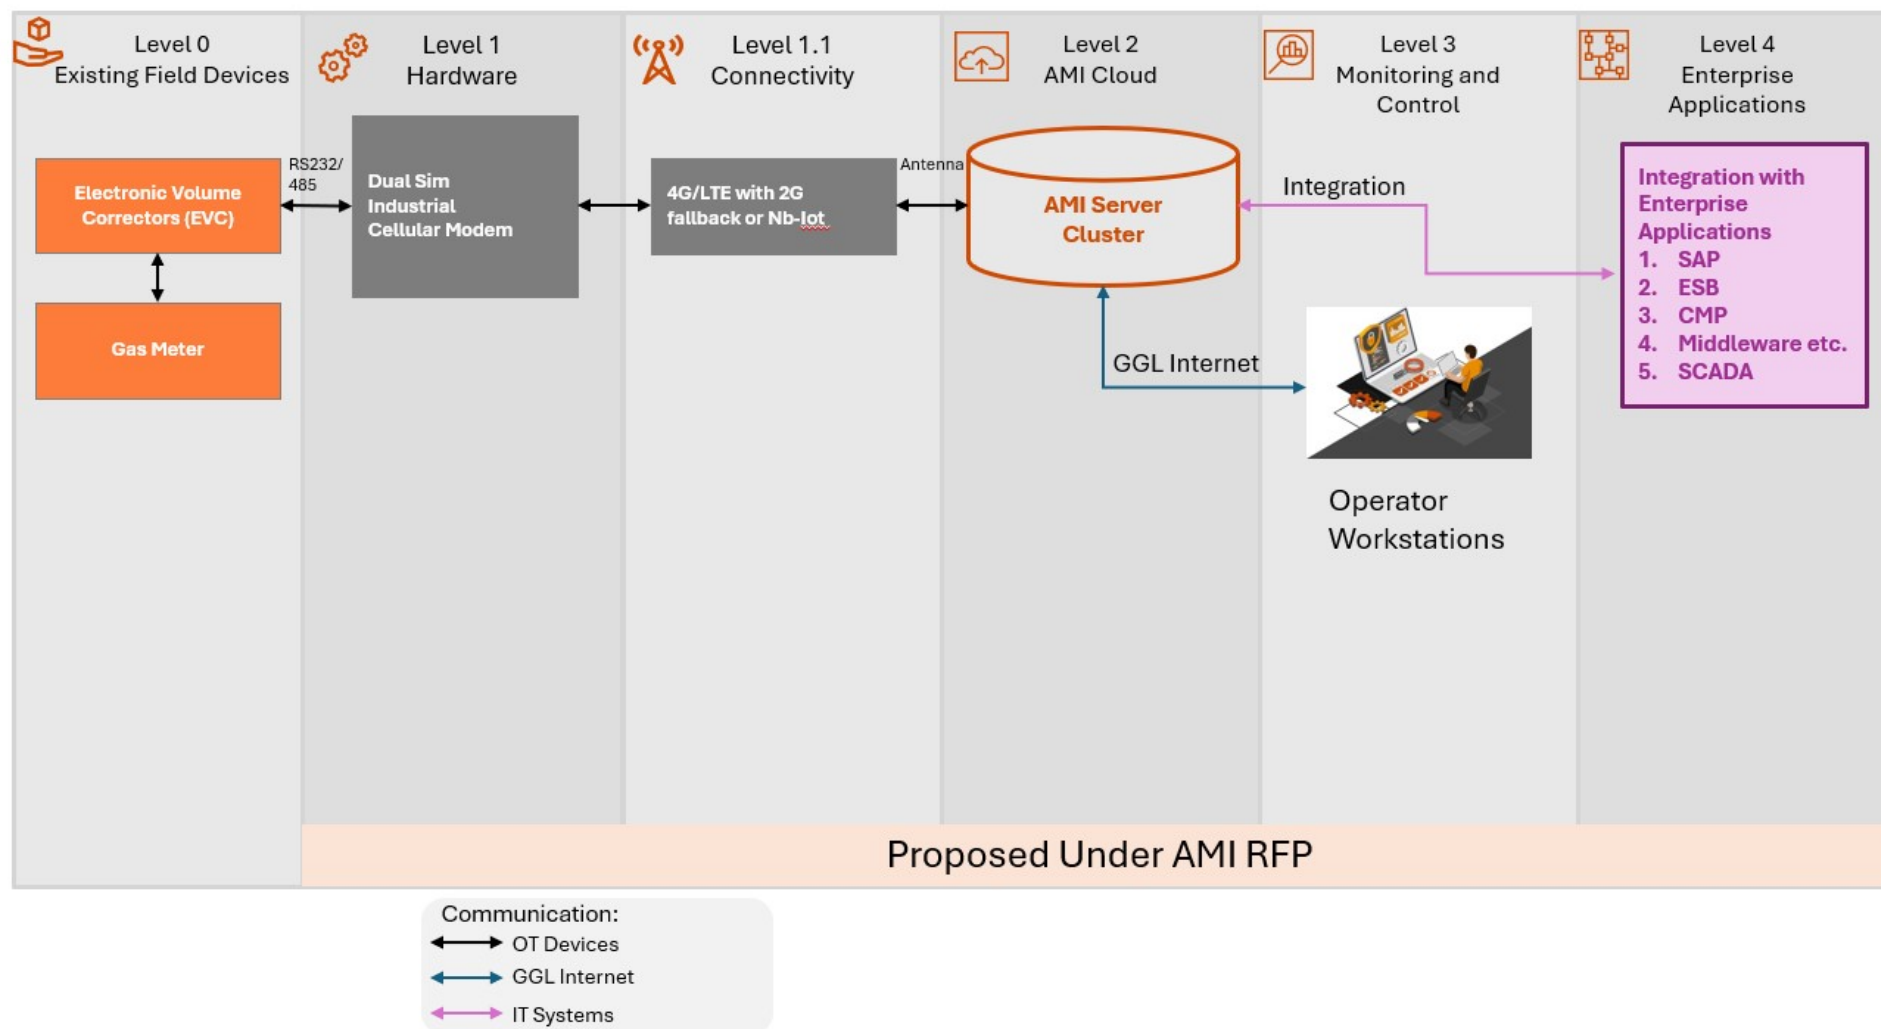 Level 0
Existing Field Devices
Level 1
Hardware
Level 1.1
Connectivity
Level 2
AMI Cloud
Level 3
Monitoring and
Control
Level 4
Enterprise
Applications
Electronic Volume
Correctors (EVC)
RS232/
485
Dual Sim
Industrial
Cellular Modem
4G/LTE with 2G
fallback or Nb-Iot
Antenna
AMI Server
Cluster
Integration
Integration with
Enterprise
Applications
1. SAP
2. ESB
3. CMP
4. Middleware etc.
5. SCADA
Gas Meter
GGL Internet
Operator
Workstations
Proposed Under AMI RFP
Communication:
OT Devices
GGL Internet
IT Systems